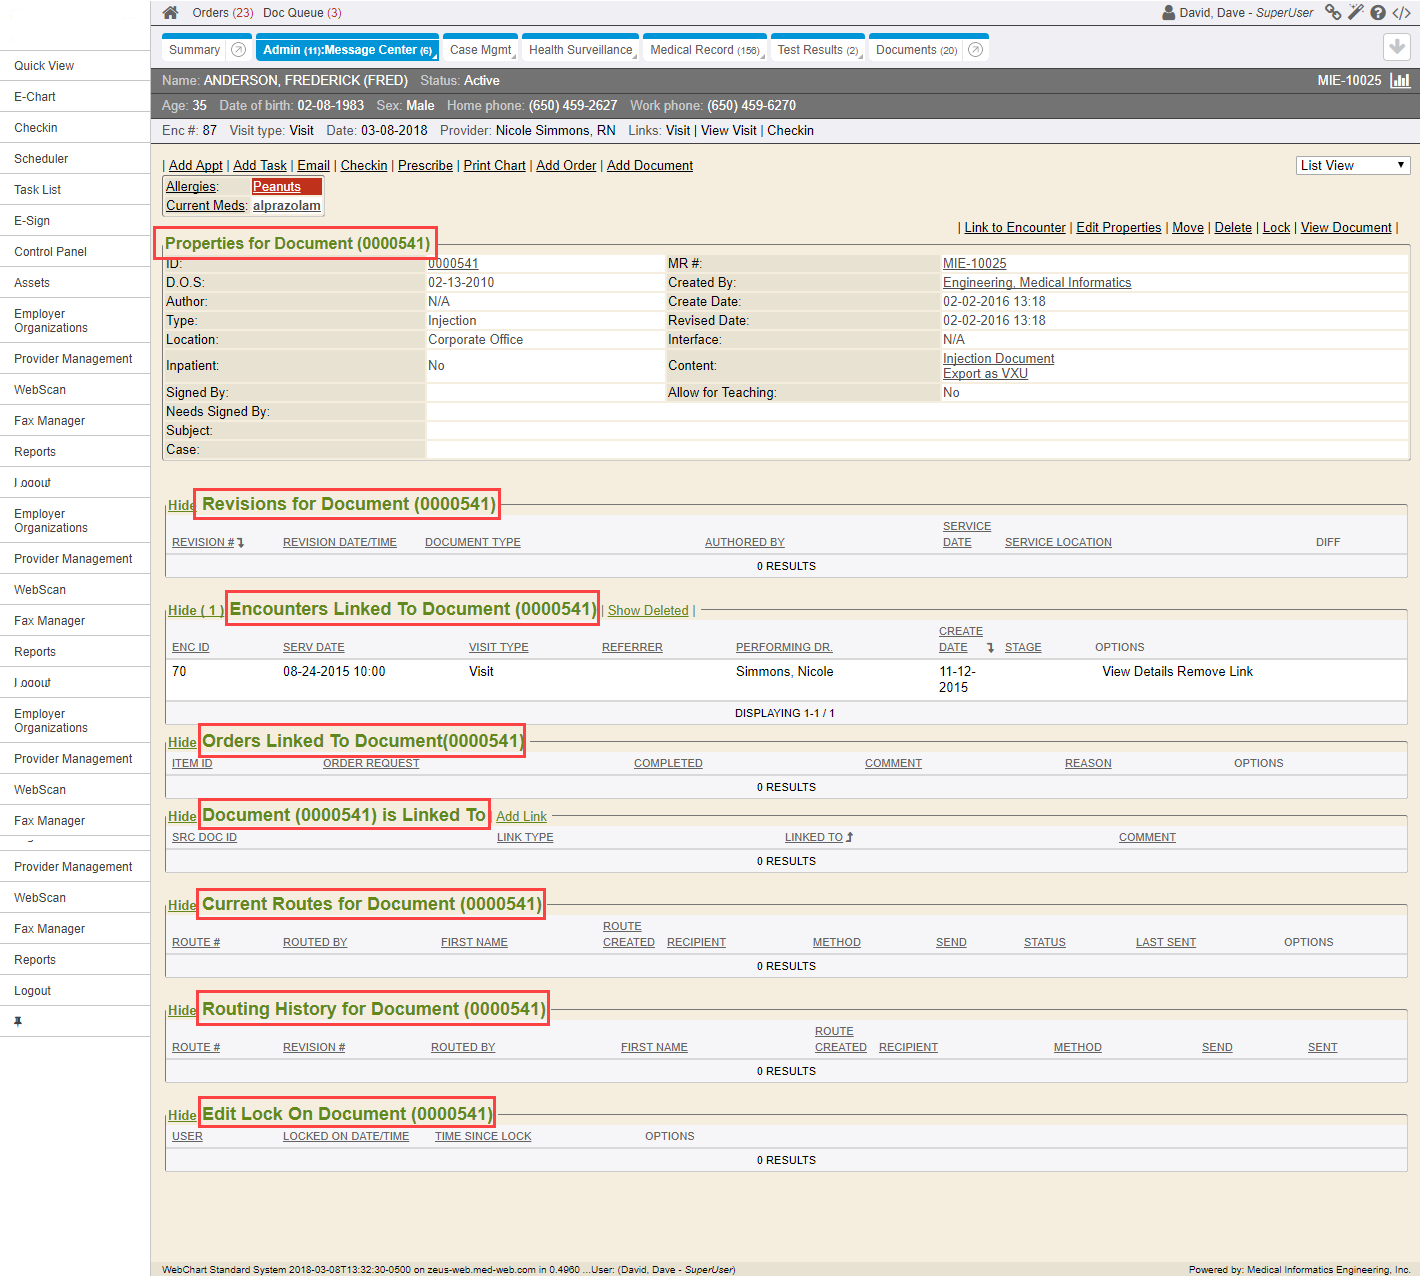 Orders (23) Doc Queue (3) David, Dave - SuperUser
Summary Admin (11):Message Center (6) Case Mgmt Health Surveillance Medical Record (156) Test Results (2) Documents (20)
Name: ANDERSON, FREDERICK (FRED) Status: Active MIE-10025
Age: 35 Date of birth: 02-08-1983 Sex: Male Home phone: (650) 459-2627 Work phone: (650) 459-6270
Enc #: 87 Visit type: Visit Date: 03-08-2018 Provider: Nicole Simmons, RN Links: Visit | View Visit | Checkin
Quick View
E-Chart
Checkin
Scheduler
Task List
E-Sign
Control Panel
Assets
Employer
Organizations
Provider Management
WebScan
Fax Manager
Reports
Logout
Employer
Organizations
Provider Management
WebScan
Fax Manager
Reports
Logout
Employer
Organizations
Provider Management
WebScan
Fax Manager
Provider Management
WebScan
Fax Manager
Reports
Logout
| Add Appt | Add Task | Email | Checkin | Prescribe | Print Chart | Add Order | Add Document List View
Allergies: Peanuts
Current Meds: alprazolam
| Link to Encounter | Edit Properties | Move | Delete | Lock | View Document |
Properties for Document (0000541)
ID: 0000541 MR #: MIE-10025
D.O.S: 02-13-2010 Created By: Engineering, Medical Informatics
Author: N/A Create Date: 02-02-2016 13:18
Type: Injection Revised Date: 02-02-2016 13:18
Location: Corporate Office Interface: N/A
Inpatient: No Content: Injection Document
Export as VXU
Signed By: Allow for Teaching: No
Needs Signed By:
Subject:
Case:
Hide Revisions for Document (0000541)
REVISION # REVISION DATE/TIME DOCUMENT TYPE AUTHORED BY SERVICE DATE SERVICE LOCATION DIFF
0 RESULTS
Hide ( 1 ) Encounters Linked To Document (0000541) | Show Deleted |
ENC ID SERV DATE VISIT TYPE REFERRER PERFORMING DR. CREATE DATE STAGE OPTIONS
70 08-24-2015 10:00 Visit Simmons, Nicole 11-12-2015 View Details Remove Link
DISPLAYING 1-1 / 1
Hide Orders Linked To Document(0000541)
ITEM ID ORDER REQUEST COMPLETED COMMENT REASON OPTIONS
0 RESULTS
Hide Document (0000541) is Linked To | Add Link
SRC DOC ID LINK TYPE LINKED TO COMMENT
0 RESULTS
Hide Current Routes for Document (0000541)
ROUTE # ROUTED BY FIRST NAME ROUTE CREATED RECIPIENT METHOD SEND STATUS LAST SENT OPTIONS
0 RESULTS
Hide Routing History for Document (0000541)
ROUTE # REVISION # ROUTED BY FIRST NAME ROUTE CREATED RECIPIENT METHOD SEND SENT
0 RESULTS
Hide Edit Lock On Document (0000541)
USER LOCKED ON DATE/TIME TIME SINCE LOCK OPTIONS
0 RESULTS
WebChart Standard System 2018-03-08T13:32:30-0500 on zeus-web.med-web.com in 0.4960 ...User: (David, Dave - SuperUser) Powered by: Medical Informatics Engineering, Inc.